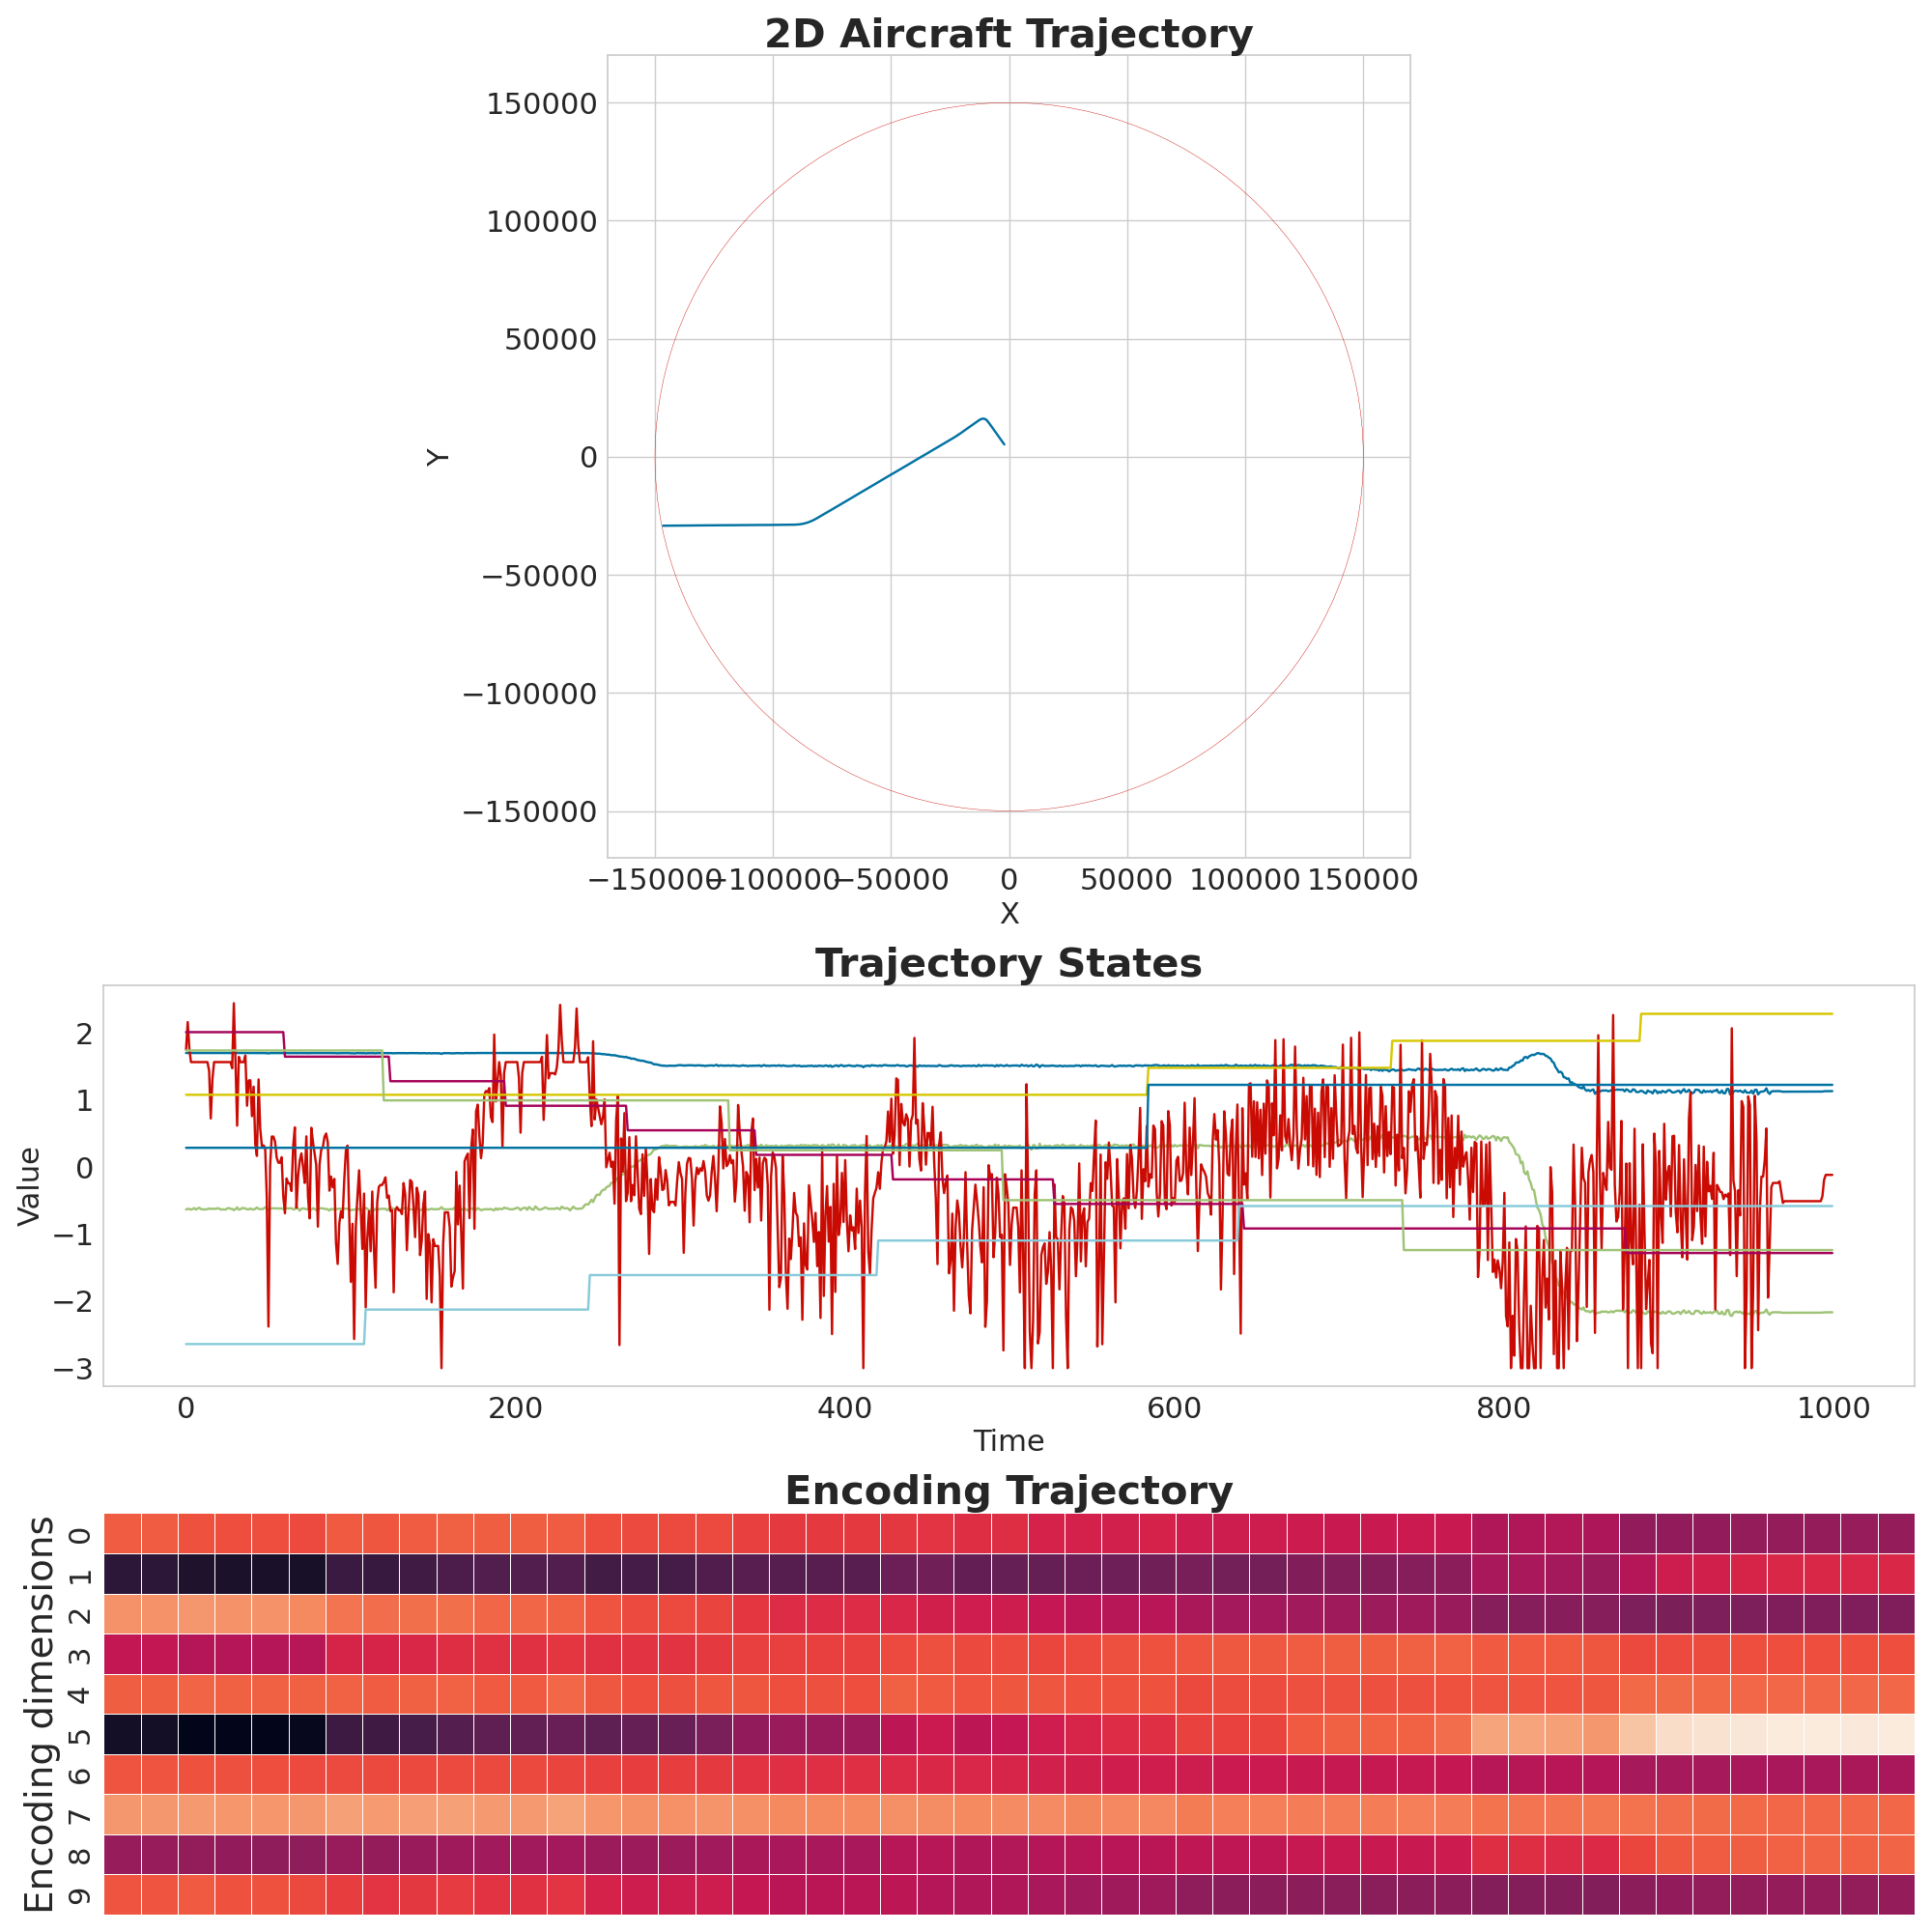 2D Aircraft Trajectory
150000
100000
50000
0
−50000
−100000
−150000
Y
−150000 −100000 −50000 0 50000 100000 150000
X
Trajectory States
2
1
0
−1
−2
−3
Value
0 200 400 600 800 1000
Time
Encoding Trajectory
Encoding dimensions
0
1
2
3
4
5
6
7
8
9